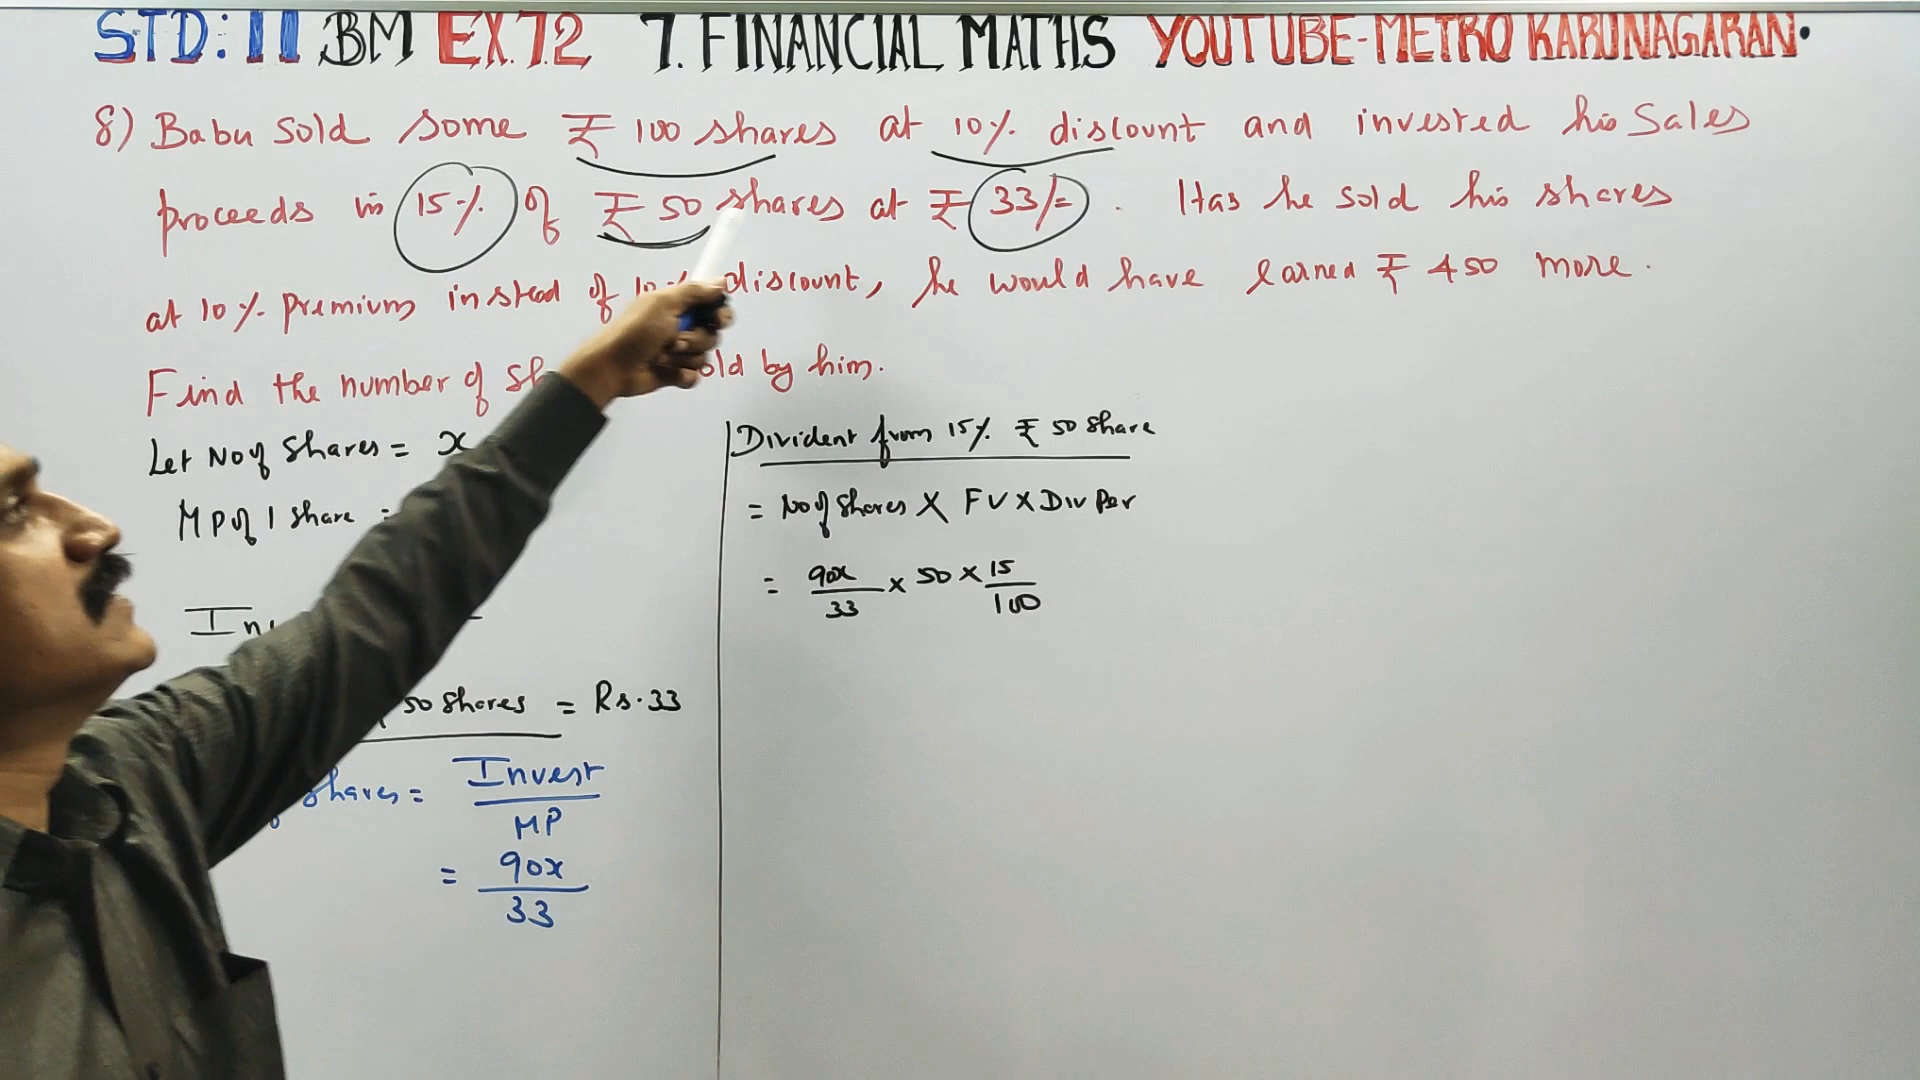 STD: 11 BM EX.7.2 7. FINANCIAL MATHS YOUTUBE-METRO KARUNAGARAN.
8) Babu sold some ₹ 100 shares at 10% discount and invested his Sales
proceeds in 15% of ₹ 50 shares at ₹ 33/= . Has he sold his shares
at 10% premium instead of discount, he would have earned ₹ 450 more.
Find the number of by him.
Let No of Shares = x
MP of 1 share =
50 Shares = Rs. 33
shares = Invest
MP
= 90x
33
Divident from 15% ₹ 50 Share
= No of Shares X FV X Div Per
= 90x/33 × 50 × 15/100